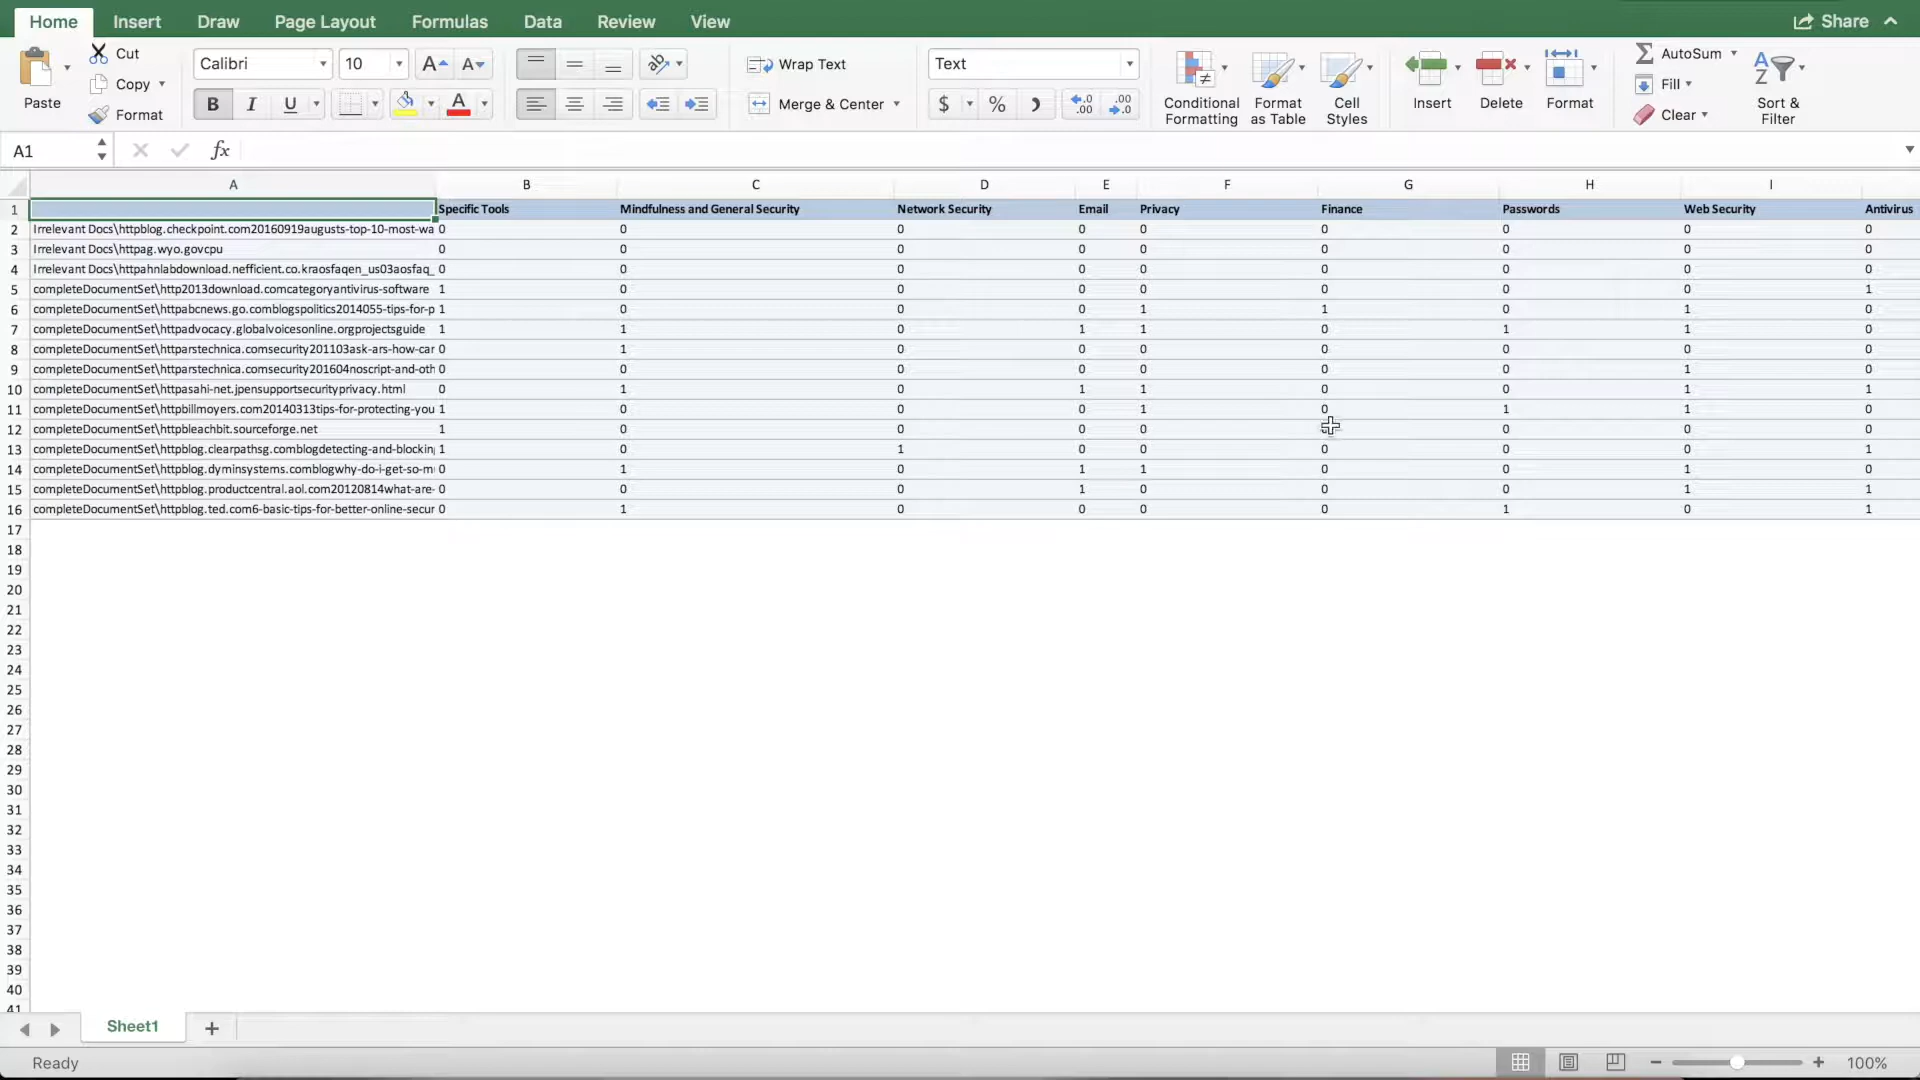 Home Insert Draw Page Layout Formulas Data Review View Share
Paste
Cut
Copy
Format
Calibri 10 A A
B I U A
ab
Wrap Text
Merge & Center
Text
$ % .0 .00 .00 .0
Conditional Formatting
Format as Table
Cell Styles
Insert
Delete
Format
AutoSum
Fill
Clear
A Z
Sort & Filter
A1 fx
A B C D E F G H I
1 Specific Tools Mindfulness and General Security Network Security Email Privacy Finance Passwords Web Security Antivirus
2 Irrelevant Docs\httpblog.checkpoint.com20160919augusts-top-10-most-wa 0 0 0 0 0 0 0 0 0
3 Irrelevant Docs\httpag.wyo.govcpu 0 0 0 0 0 0 0 0 0
4 Irrelevant Docs\httpahnlabdownload.nefficient.co.kraosfaqen_us03aosfaq_ 0 0 0 0 0 0 0 0 0
5 completeDocumentSet\http2013download.comcategoryantivirus-software 1 0 0 0 0 0 0 0 1
6 completeDocumentSet\httpabcnews.go.comblogspolitics2014055-tips-for-p 1 0 0 0 1 1 0 1 0
7 completeDocumentSet\httpadvocacy.globalvoicesonline.orgprojectsguide 1 1 0 1 1 0 1 1 0
8 completeDocumentSet\httparstechnica.comsecurity201103ask-ars-how-car 0 1 0 0 0 0 0 0 0
9 completeDocumentSet\httparstechnica.comsecurity201604noscript-and-oth 0 0 0 0 0 0 0 1 0
10 completeDocumentSet\httpasahi-net.jpensupportsecurityprivacy.html 0 1 0 1 1 0 0 1 1
11 completeDocumentSet\httpbillmoyers.com20140313tips-for-protecting-you 1 0 0 0 1 0 1 1 0
12 completeDocumentSet\httpbleachbit.sourceforge.net 1 0 0 0 0 0 0 0 0
13 completeDocumentSet\httpblog.clearpathsg.comblogdetecting-and-blockin 1 0 1 0 0 0 0 0 1
14 completeDocumentSet\httpblog.dyminsystems.comblogwhy-do-i-get-so-m 0 1 0 1 1 0 0 1 0
15 completeDocumentSet\httpblog.productcentral.aol.com20120814what-are- 0 0 0 1 0 0 0 1 1
16 completeDocumentSet\httpblog.ted.com6-basic-tips-for-better-online-secur 0 1 0 0 0 0 1 0 1
17
18
19
20
21
22
23
24
25
26
27
28
29
30
31
32
33
34
35
36
37
38
39
40
41
Sheet1 +
Ready 100%